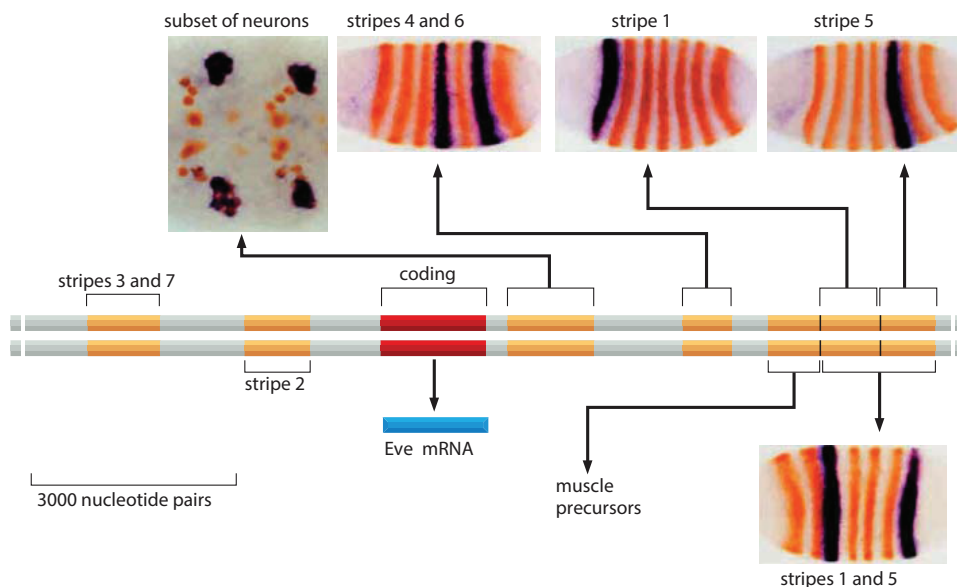 subset of neurons
stripes 4 and 6
stripe 1
stripe 5
stripes 3 and 7
coding
stripe 2
Eve mRNA
3000 nucleotide pairs
muscle
precursors
stripes 1 and 5